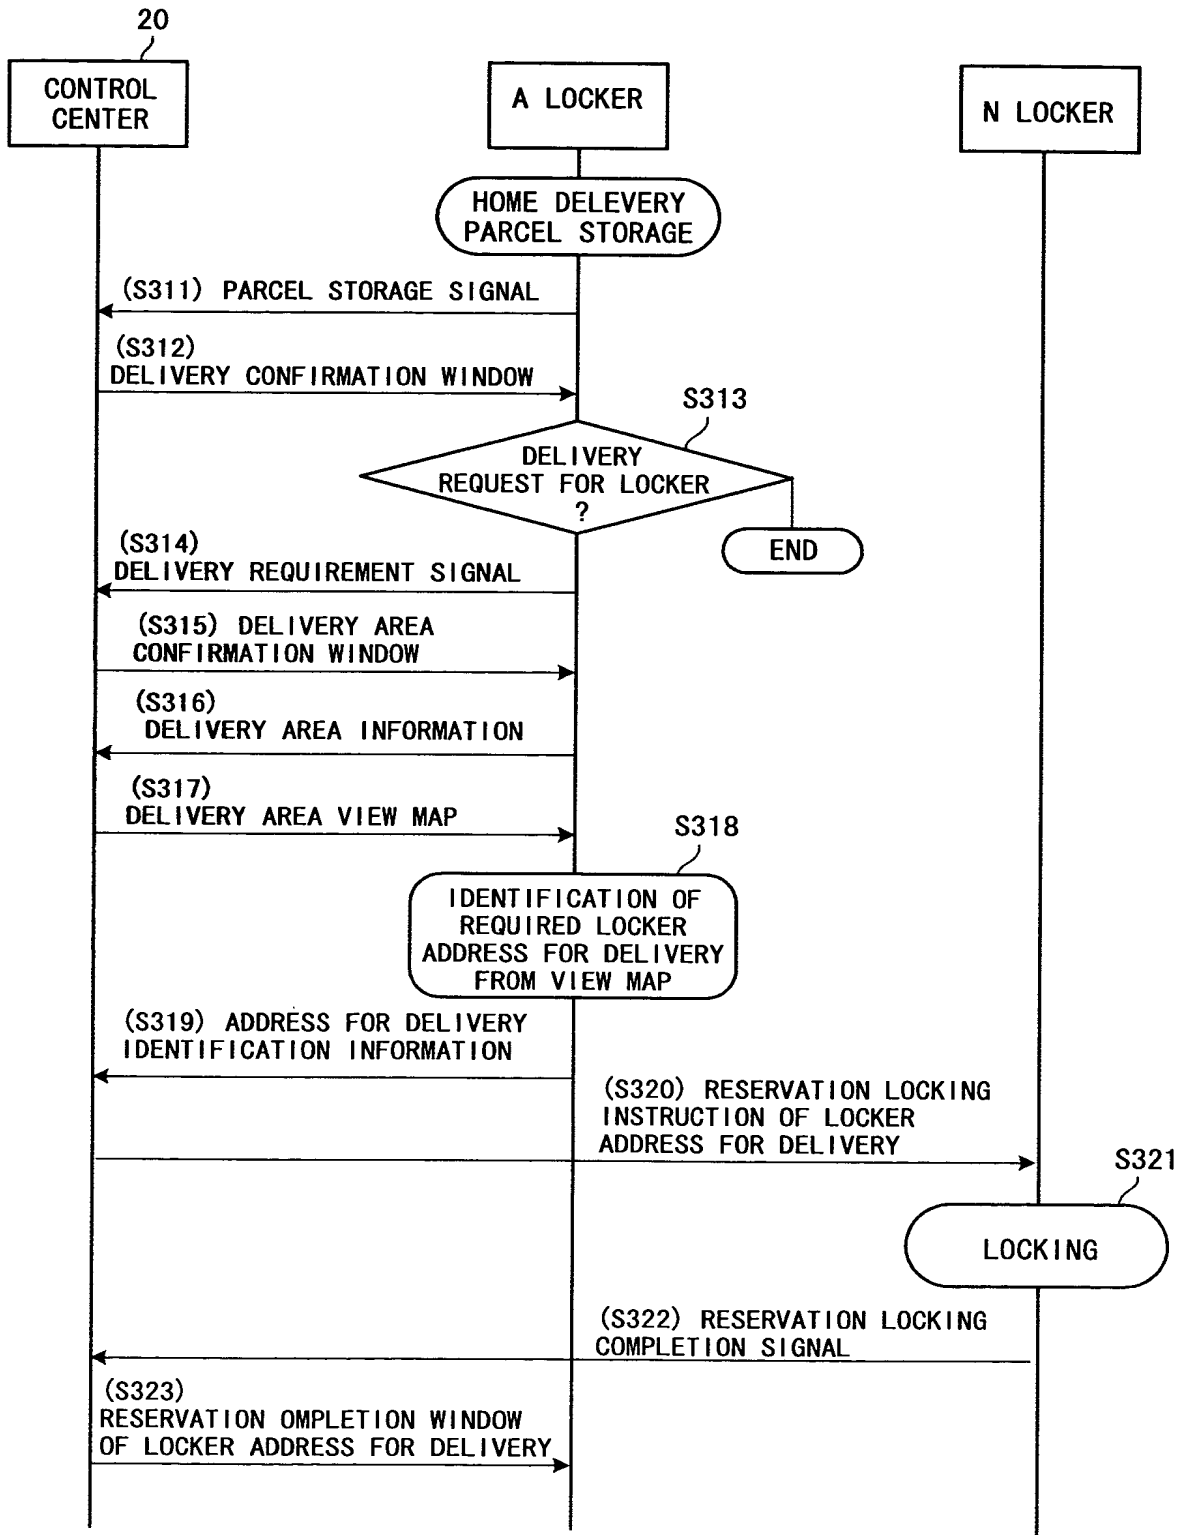 20
CONTROL
CENTER
A LOCKER
N LOCKER
HOME DELEVERY
PARCEL STORAGE
(S311) PARCEL STORAGE SIGNAL
(S312)
DELIVERY CONFIRMATION WINDOW
S313
DELIVERY
REQUEST FOR LOCKER
?
END
(S314)
DELIVERY REQUIREMENT SIGNAL
(S315) DELIVERY AREA
CONFIRMATION WINDOW
(S316)
DELIVERY AREA INFORMATION
(S317)
DELIVERY AREA VIEW MAP
S318
IDENTIFICATION OF
REQUIRED LOCKER
ADDRESS FOR DELIVERY
FROM VIEW MAP
(S319) ADDRESS FOR DELIVERY
IDENTIFICATION INFORMATION
(S320) RESERVATION LOCKING
INSTRUCTION OF LOCKER
ADDRESS FOR DELIVERY
S321
LOCKING
(S322) RESERVATION LOCKING
COMPLETION SIGNAL
(S323)
RESERVATION OMPLETION WINDOW
OF LOCKER ADDRESS FOR DELIVERY